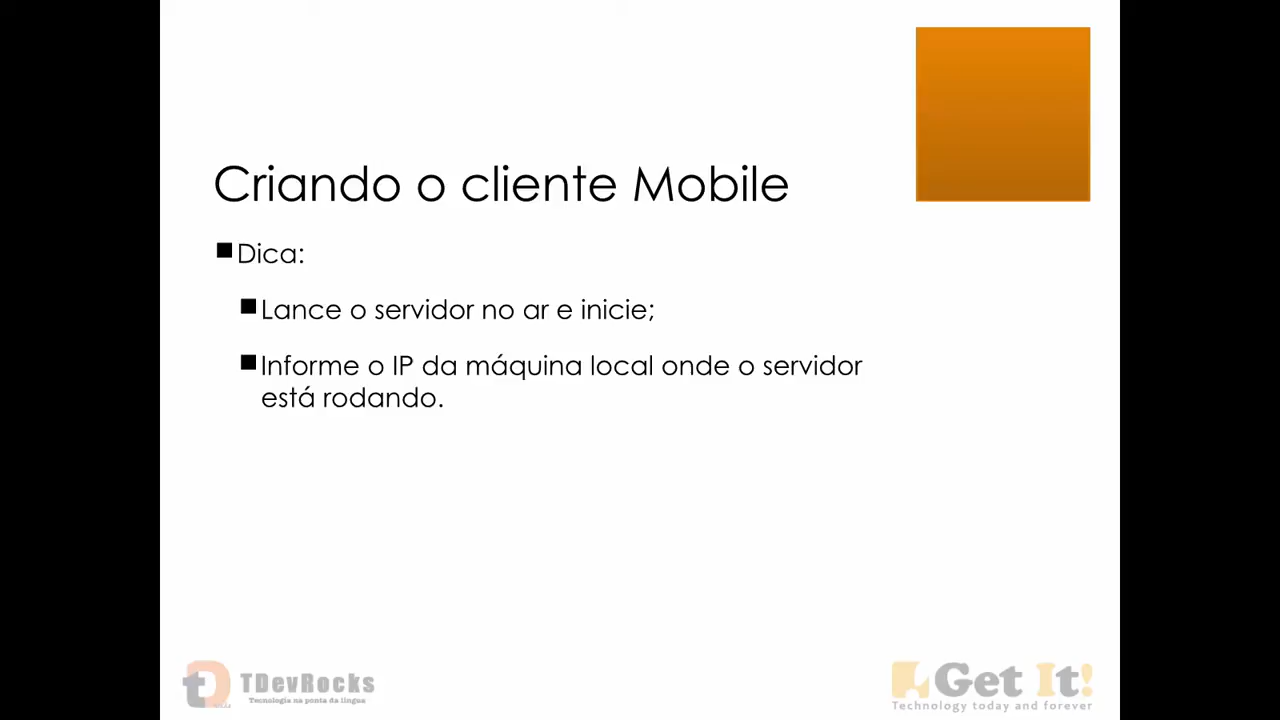 Criando o cliente Mobile
Dica:
Lance o servidor no ar e inicie;
Informe o IP da máquina local onde o servidor
está rodando.
TDevRocks
Tecnologia na ponta da língua
Get It!
Technology today and forever